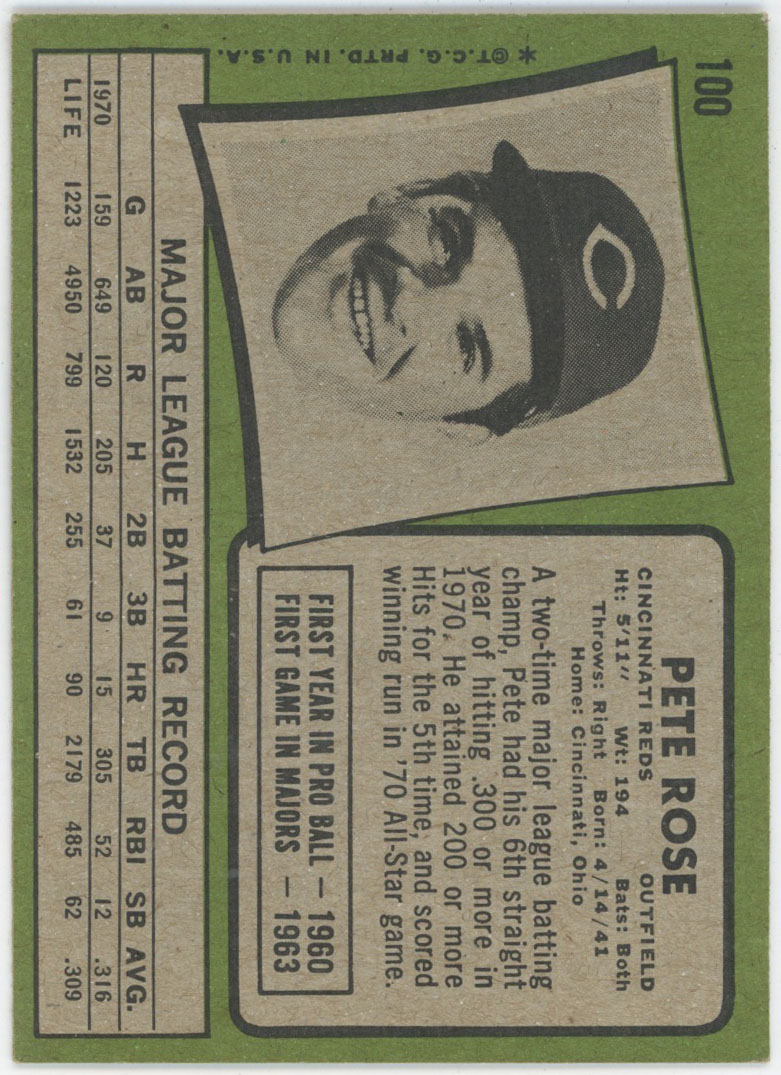 100
* ©T.C.G. PRTD. IN U.S.A.
C
PETE ROSE
CINCINNATI REDS OUTFIELD
Ht: 5'11" Wt: 194 Bats: Both
Throws: Right Born: 4/14/41
Home: Cincinnati, Ohio
A two-time major league batting
champ, Pete had his 6th straight
year of hitting .300 or more in
1970. He attained 200 or more
Hits for the 5th time, and scored
winning run in '70 All-Star game.
FIRST YEAR IN PRO BALL — 1960
FIRST GAME IN MAJORS — 1963
MAJOR LEAGUE BATTING RECORD
G AB R H 2B 3B HR TB RBI SB AVG.
1970 159 649 120 205 37 9 15 305 52 12 .316
LIFE 1223 4950 799 1532 255 61 90 2179 485 62 .309